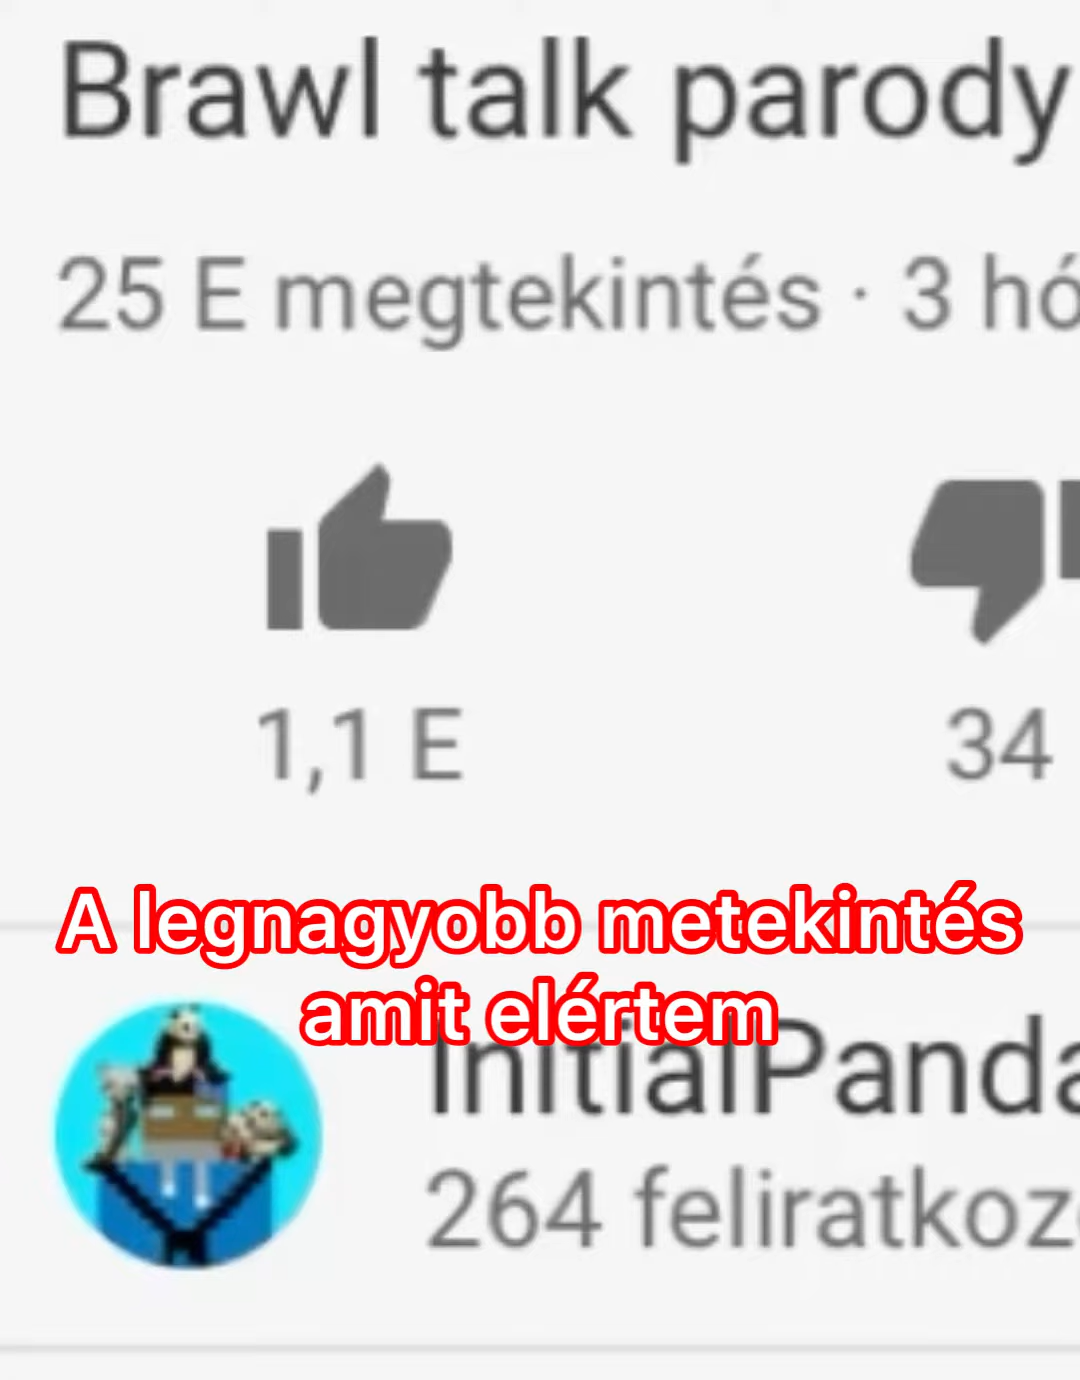 Brawl talk parody
25 E megtekintés · 3 hó
1,1 E
34
A legnagyobb metekintés
amit elértem
InitialPanda
264 feliratkoz